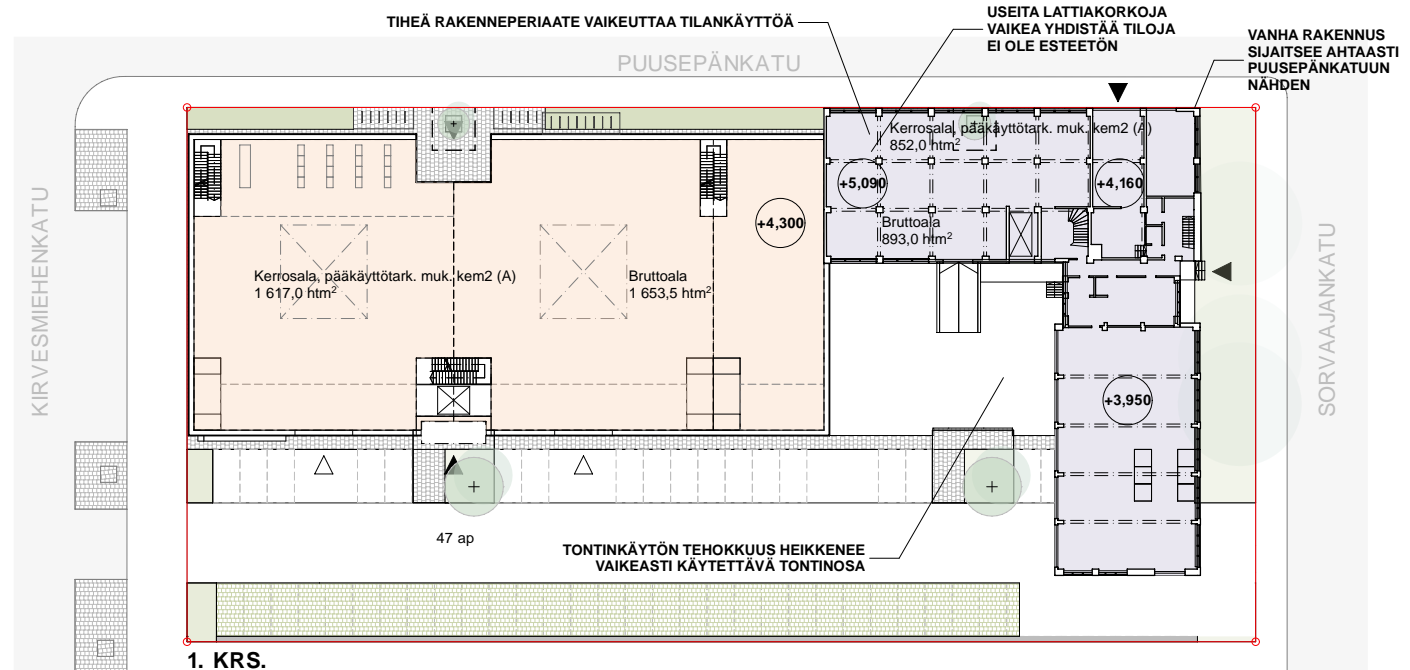 TIHEÄ RAKENNEPERIAATE VAIKEUTTAA TILANKÄYTTÖÄ
USEITA LATTIAKORKOJA
VAIKEA YHDISTÄÄ TILOJA
EI OLE ESTEETÖN
VANHA RAKENNUS
SIJAITSEE AHTAASTI
PUUSEPÄNKATUUN
NÄHDEN
PUUSEPÄNKATU
Kerrosala, pääkäyttötark. muk. kem2 (A)
852,0 htm²
+5,090
+4,160
+4,300
Bruttoala
893,0 htm²
KIRVESMIEHENKATU
SORVAAJANKATU
Kerrosala, pääkäyttötark. muk. kem2 (A)
1 617,0 htm²
Bruttoala
1 653,5 htm²
+3,950
47 ap
TONTINKÄYTÖN TEHOKKUUS HEIKKENEE
VAIKEASTI KÄYTETTÄVÄ TONTINOSA
1. KRS.